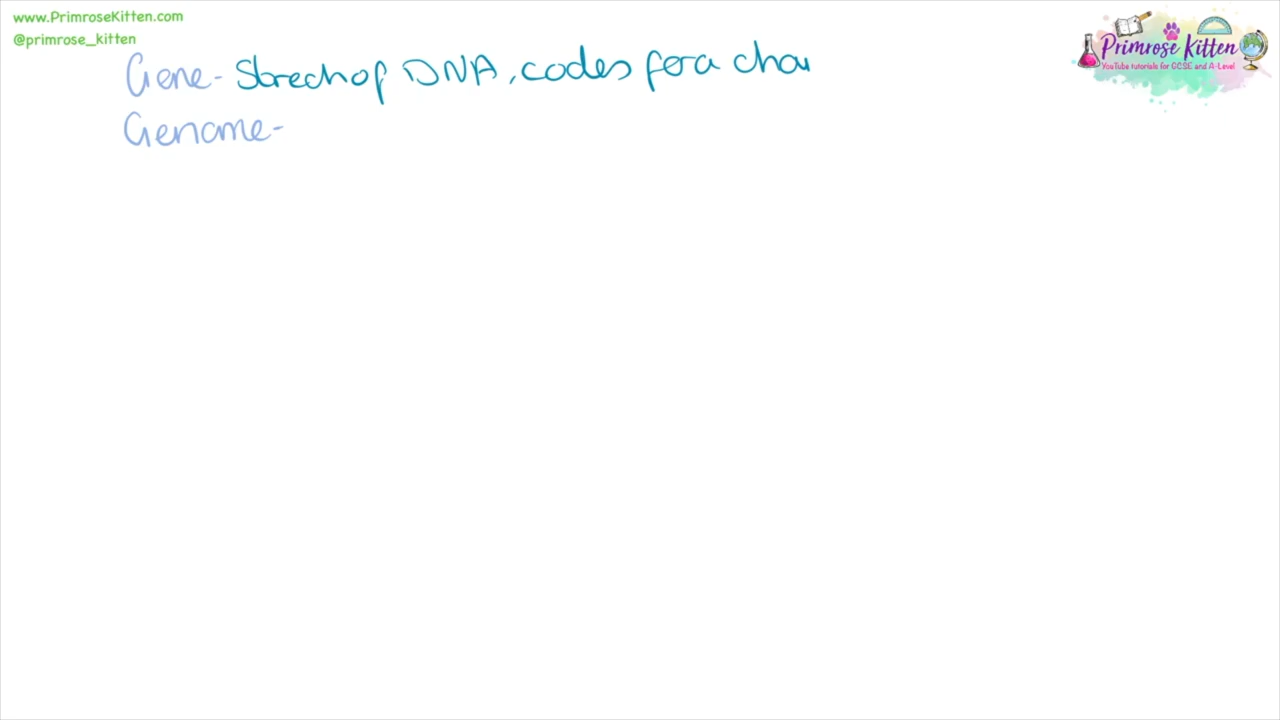 www.PrimroseKitten.com
@primrose_kitten
Primrose Kitten
YouTube tutorials for GCSE and A-Level
Gene - Strech of DNA, codes for a char
Genome -